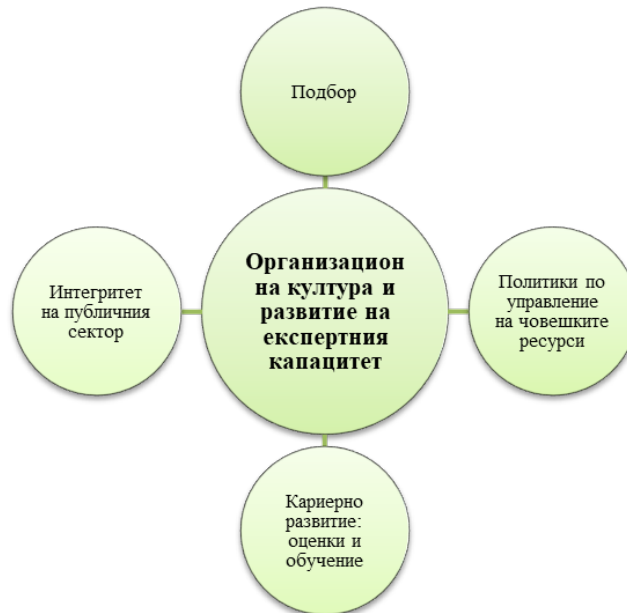 Подбор
Организацион
на култура и
развитие на
експертния
капацитет
Интегритет
на публичния
сектор
Политики по
управление
на човешките
ресурси
Кариерно
развитие:
оценки и
обучение